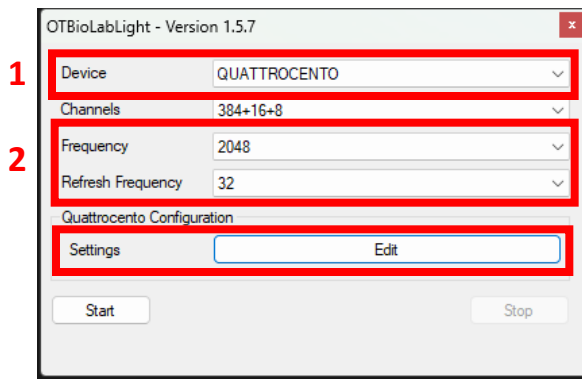 OTBioLabLight - Version 1.5.7 x
1 Device QUATTROCENTO
Channels 384+16+8
2 Frequency 2048
Refresh Frequency 32
Quattrocento Configuration
Settings Edit
Start Stop